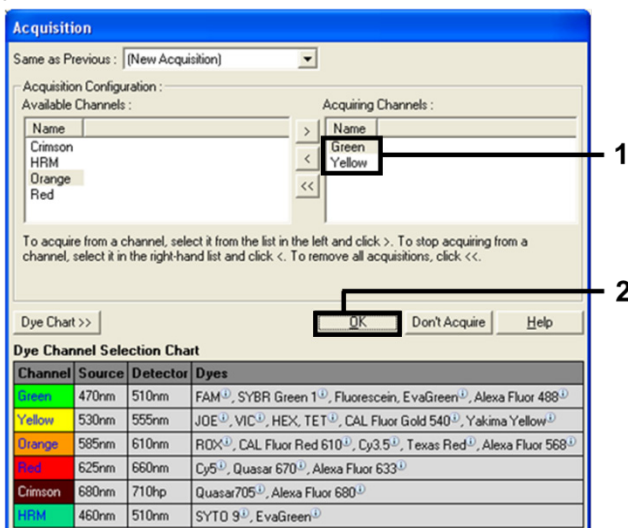 Acquisition
Same as Previous : (New Acquisition)
Acquisition Configuration :
Available Channels :
Acquiring Channels :
Name
Crimson
HRM
Orange
Red
>
<
<<
Name
Green
Yellow
1
To acquire from a channel, select it from the list in the left and click >. To stop acquiring from a
channel, select it in the right-hand list and click <. To remove all acquisitions, click <<.
2
Dye Chart >> OK Don't Acquire Help
Dye Channel Selection Chart
Channel Source Detector Dyes
Green 470nm 510nm FAM, SYBR Green 1, Fluorescein, EvaGreen, Alexa Fluor 488
Yellow 530nm 555nm JOE, VIC, HEX, TET, CAL Fluor Gold 540, Yakima Yellow
Orange 585nm 610nm ROX, CAL Fluor Red 610, Cy3.5, Texas Red, Alexa Fluor 568
Red 625nm 660nm Cy5, Quasar 670, Alexa Fluor 633
Crimson 680nm 710hp Quasar705, Alexa Fluor 680
HRM 460nm 510nm SYTO 9, EvaGreen